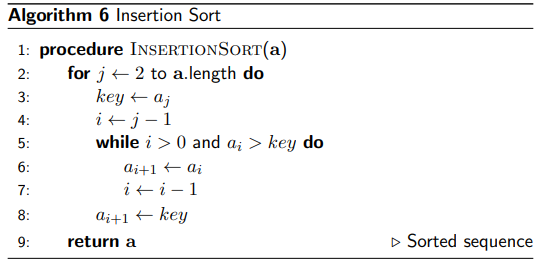 Algorithm 6 Insertion Sort
1: procedure INSERTIONSORT(a)
2: for j ← 2 to a.length do
3: key ← a_j
4: i ← j − 1
5: while i > 0 and a_i > key do
6: a_{i+1} ← a_i
7: i ← i − 1
8: a_{i+1} ← key
9: return a ▷ Sorted sequence